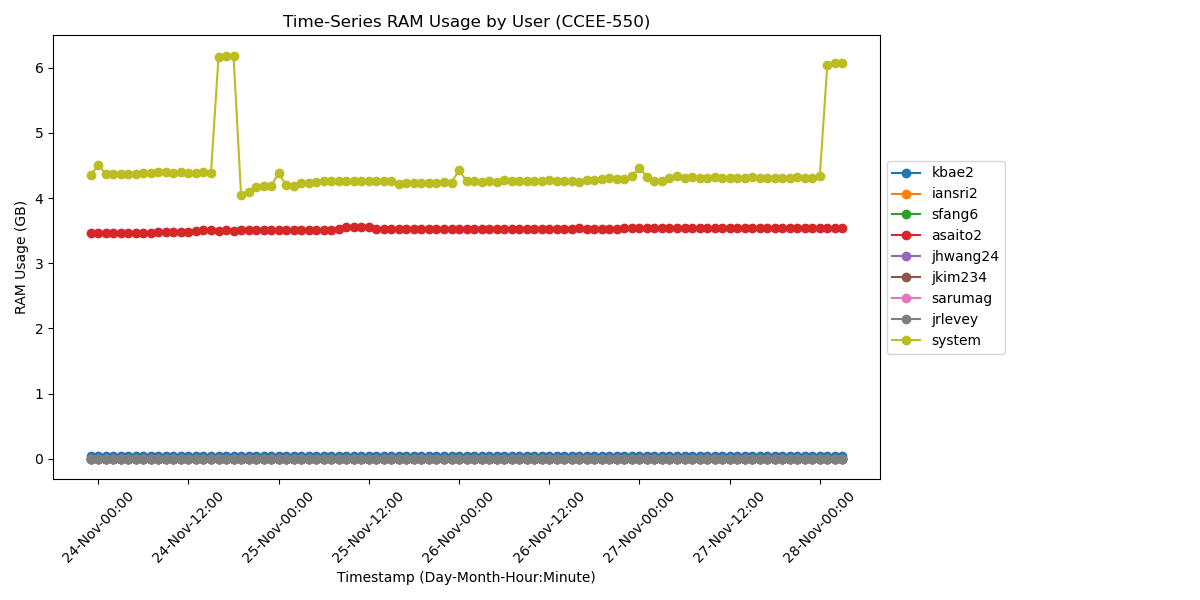 Time-Series RAM Usage by User (CCEE-550)
RAM Usage (GB)
6
5
4
3
2
1
0
24-Nov-00:00
24-Nov-12:00
25-Nov-00:00
25-Nov-12:00
26-Nov-00:00
26-Nov-12:00
27-Nov-00:00
27-Nov-12:00
28-Nov-00:00
Timestamp (Day-Month-Hour:Minute)
kbae2
iansri2
sfang6
asaito2
jhwang24
jkim234
sarumag
jrlevey
system